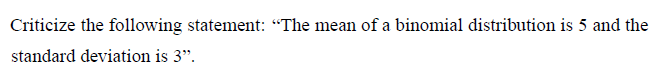 Criticize the following statement: “The mean of a binomial distribution is 5 and the
standard deviation is 3”.